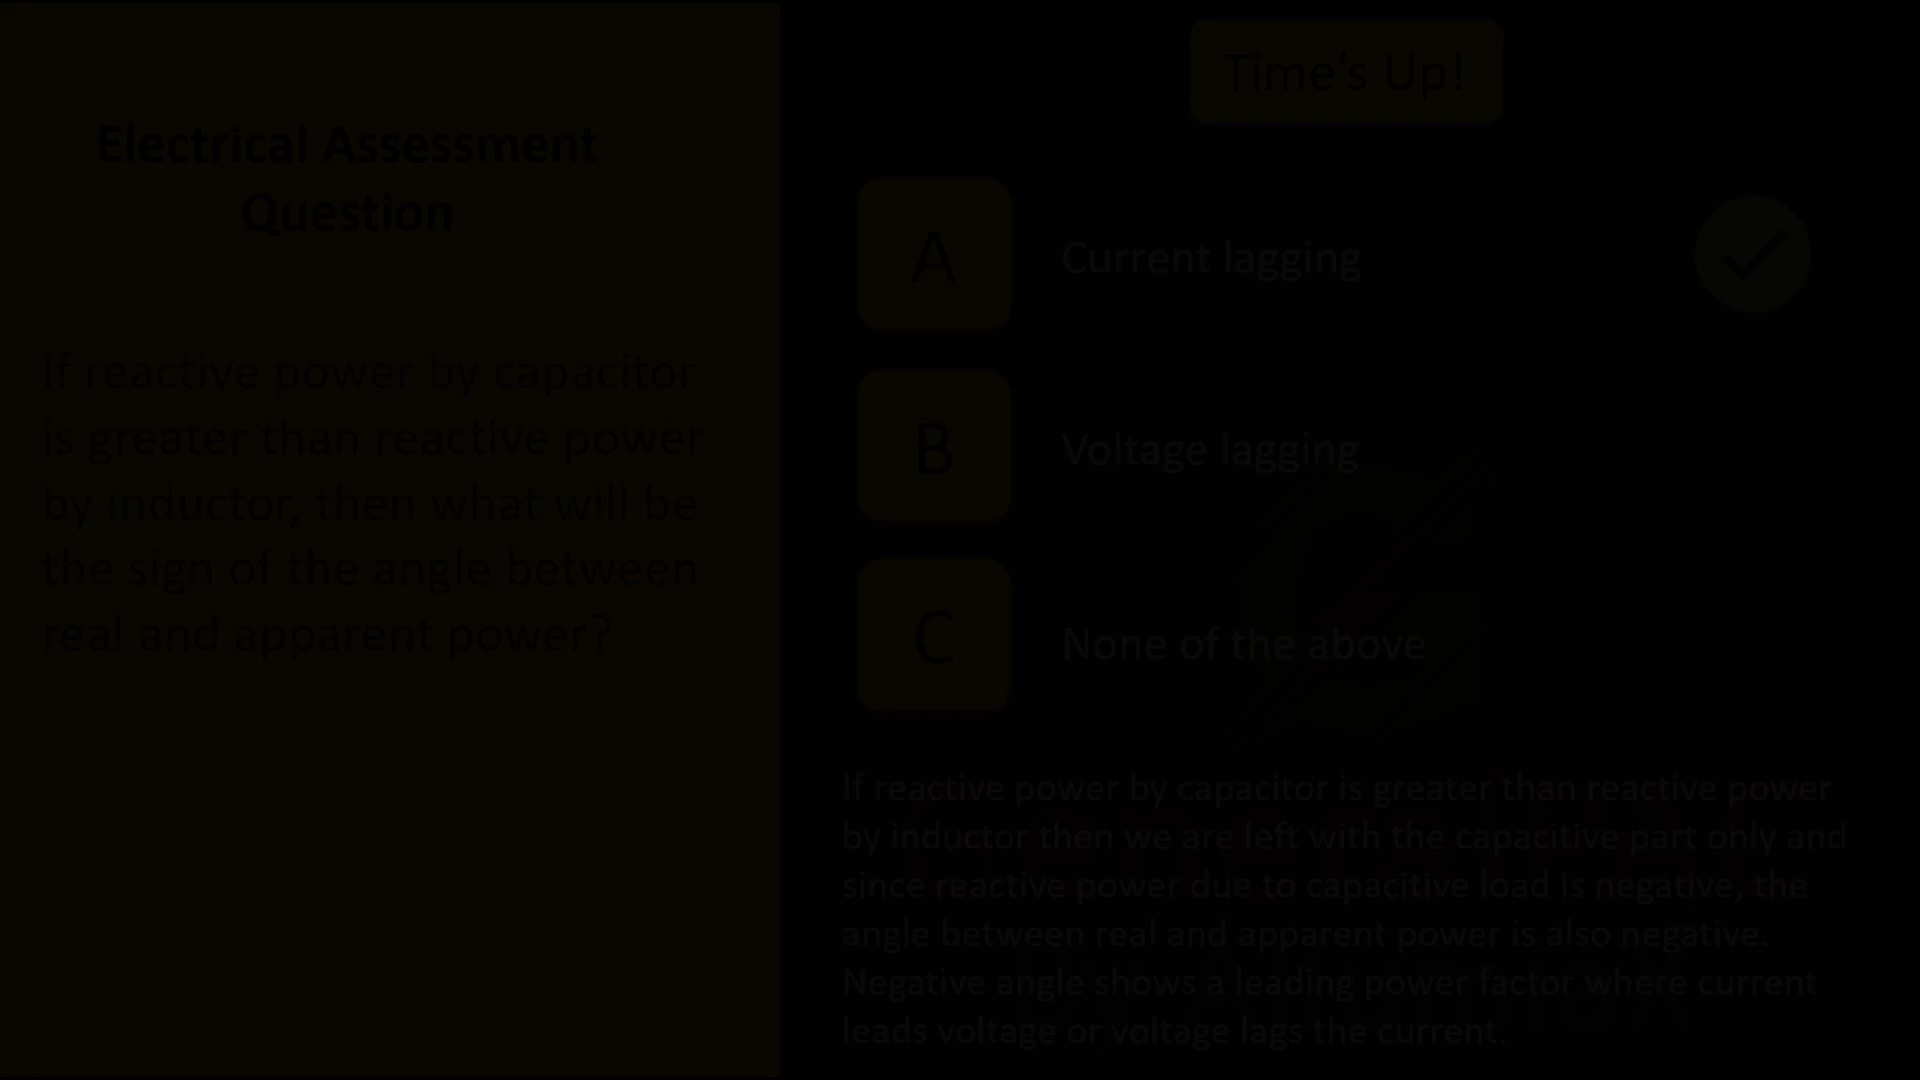 Electrical Assessment
Question
If reactive power by capacitor
is greater than reactive power
by inductor, then what will be
the sign of the angle between
real and apparent power?
Time’s Up!
A
Current lagging
B
Voltage lagging
C
None of the above
If reactive power by capacitor is greater than reactive power
by inductor then we are left with the capacitive part only and
since reactive power due to capacitive load is negative, the
angle between real and apparent power is also negative.
Negative angle shows a leading power factor where current
leads voltage or voltage lags the current.